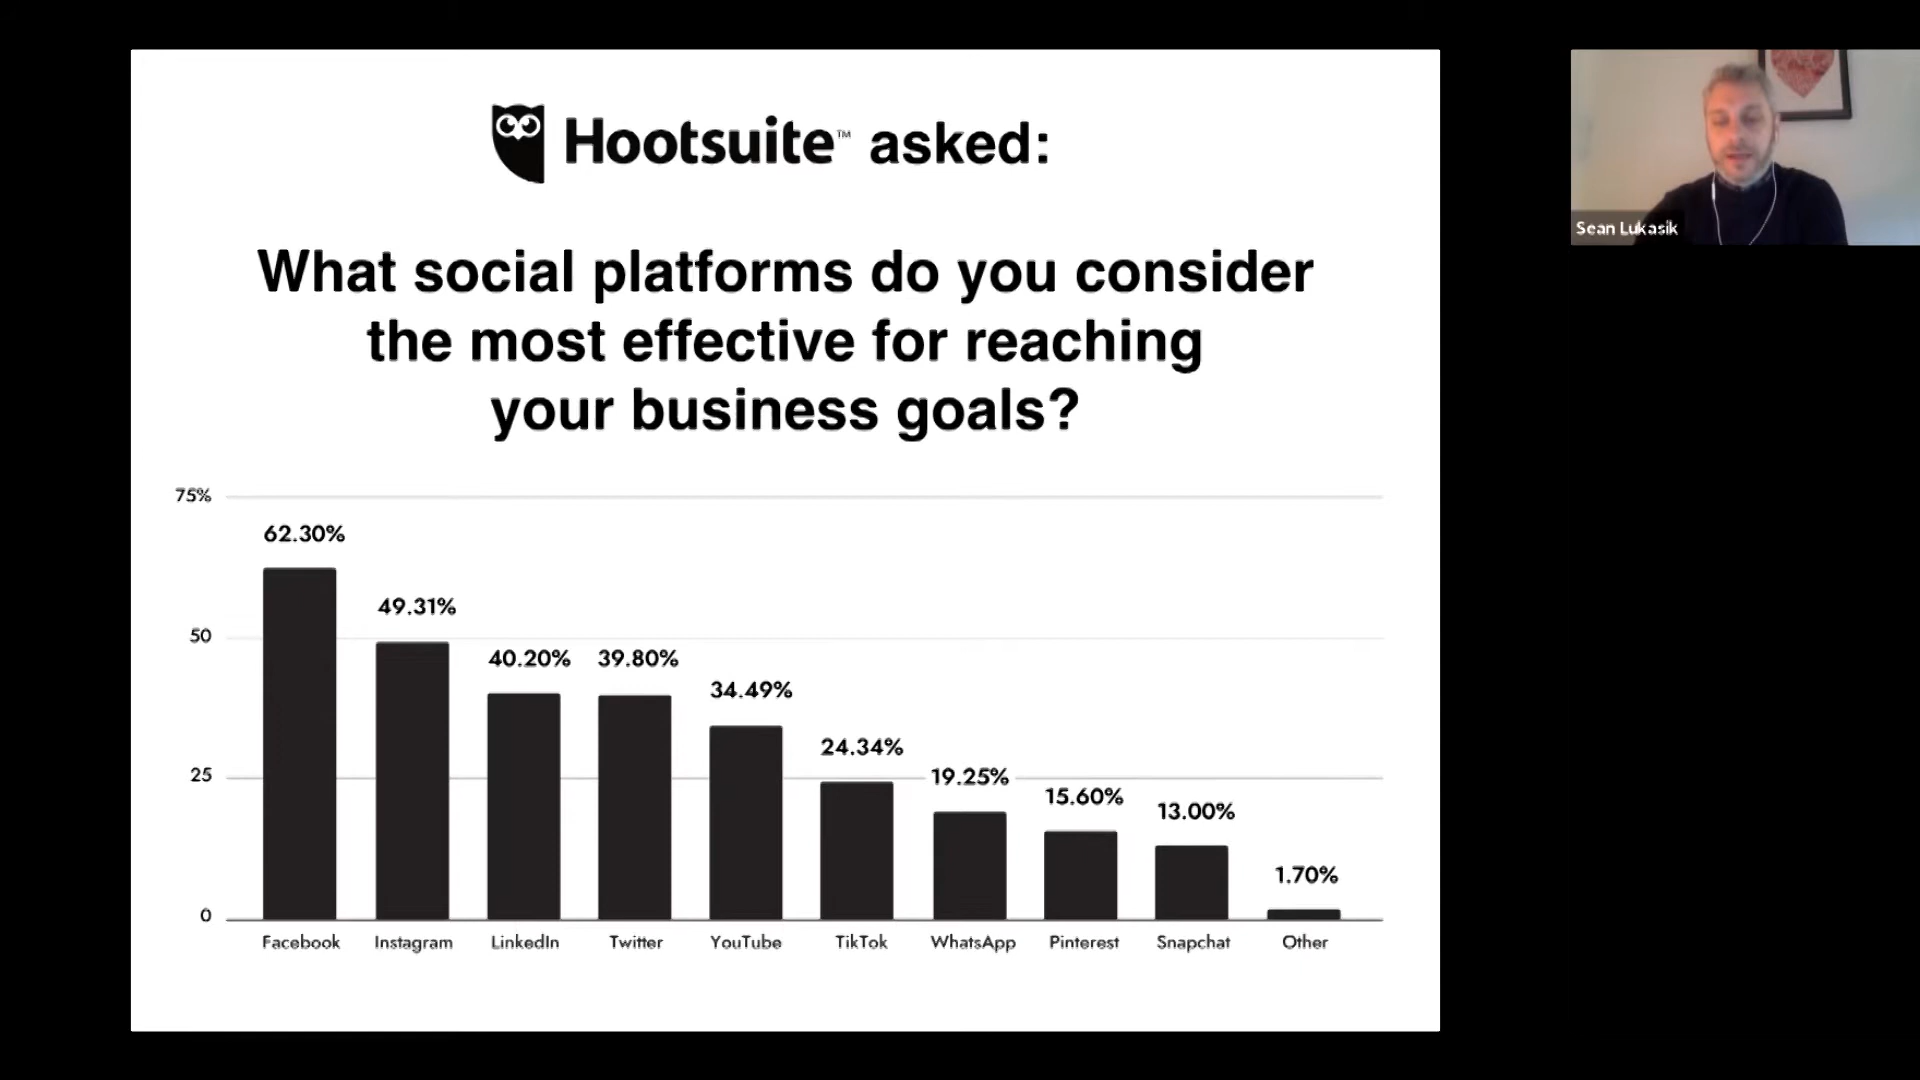 Hootsuite™ asked:
What social platforms do you consider
the most effective for reaching
your business goals?
75%
50
25
0
62.30%
49.31%
40.20%
39.80%
34.49%
24.34%
19.25%
15.60%
13.00%
1.70%
Facebook
Instagram
LinkedIn
Twitter
YouTube
TikTok
WhatsApp
Pinterest
Snapchat
Other
Sean Lukasik